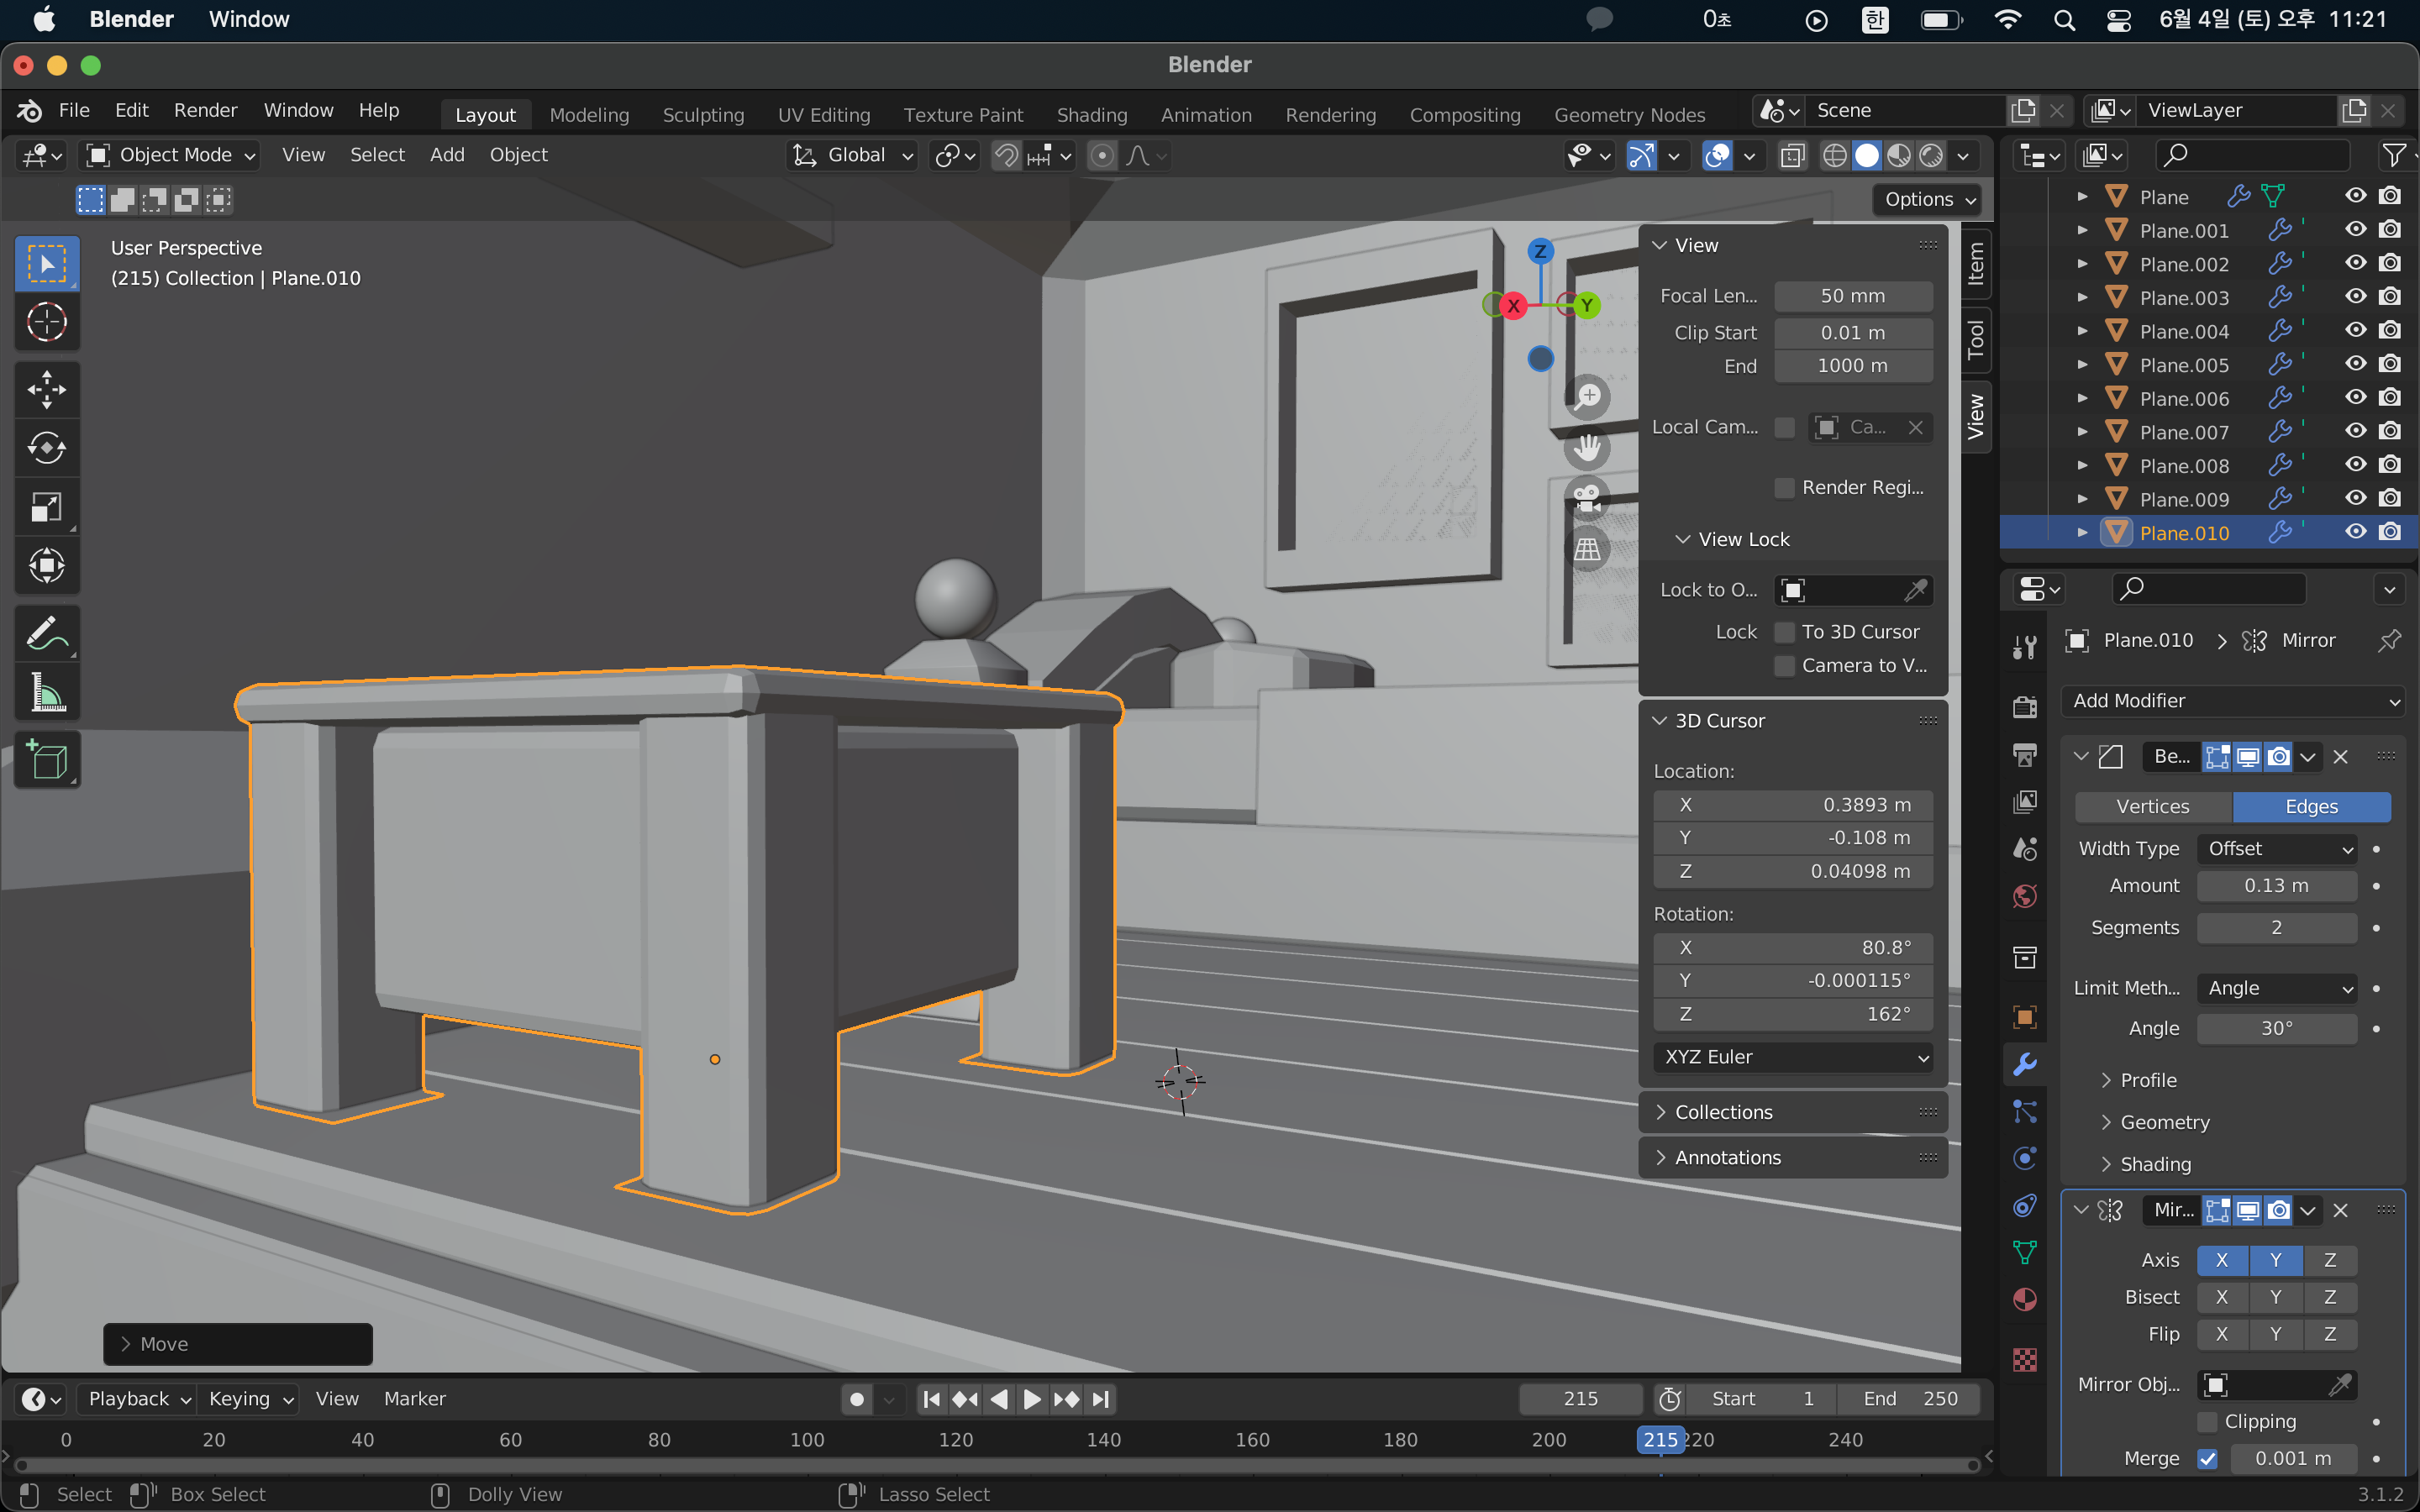 Blender Window 0초 한 6월 4일 (토) 오후 11:21
Blender
File Edit Render Window Help Layout Modeling Sculpting UV Editing Texture Paint Shading Animation Rendering Compositing Geometry Nodes Scene ViewLayer
Object Mode View Select Add Object Global
Options
User Perspective
(215) Collection | Plane.010
Z
X
Y
View
Focal Len... 50 mm
Clip Start 0.01 m
End 1000 m
Local Cam... Ca...
Render Regi...
View Lock
Lock to O...
Lock To 3D Cursor
Camera to V...
3D Cursor
Location:
X 0.3893 m
Y -0.108 m
Z 0.04098 m
Rotation:
X 80.8°
Y -0.000115°
Z 162°
XYZ Euler
Collections
Annotations
Item
Tool
View
Plane
Plane.001
Plane.002
Plane.003
Plane.004
Plane.005
Plane.006
Plane.007
Plane.008
Plane.009
Plane.010
Plane.010 Mirror
Add Modifier
Be...
Vertices Edges
Width Type Offset
Amount 0.13 m
Segments 2
Limit Meth... Angle
Angle 30°
Profile
Geometry
Shading
Mir...
Axis X Y Z
Bisect X Y Z
Flip X Y Z
Mirror Obj...
Clipping
Merge 0.001 m
Move
Playback Keying View Marker 215 Start 1 End 250
0 20 40 60 80 100 120 140 160 180 200 215 220 240
Select Box Select Dolly View Lasso Select 3.1.2